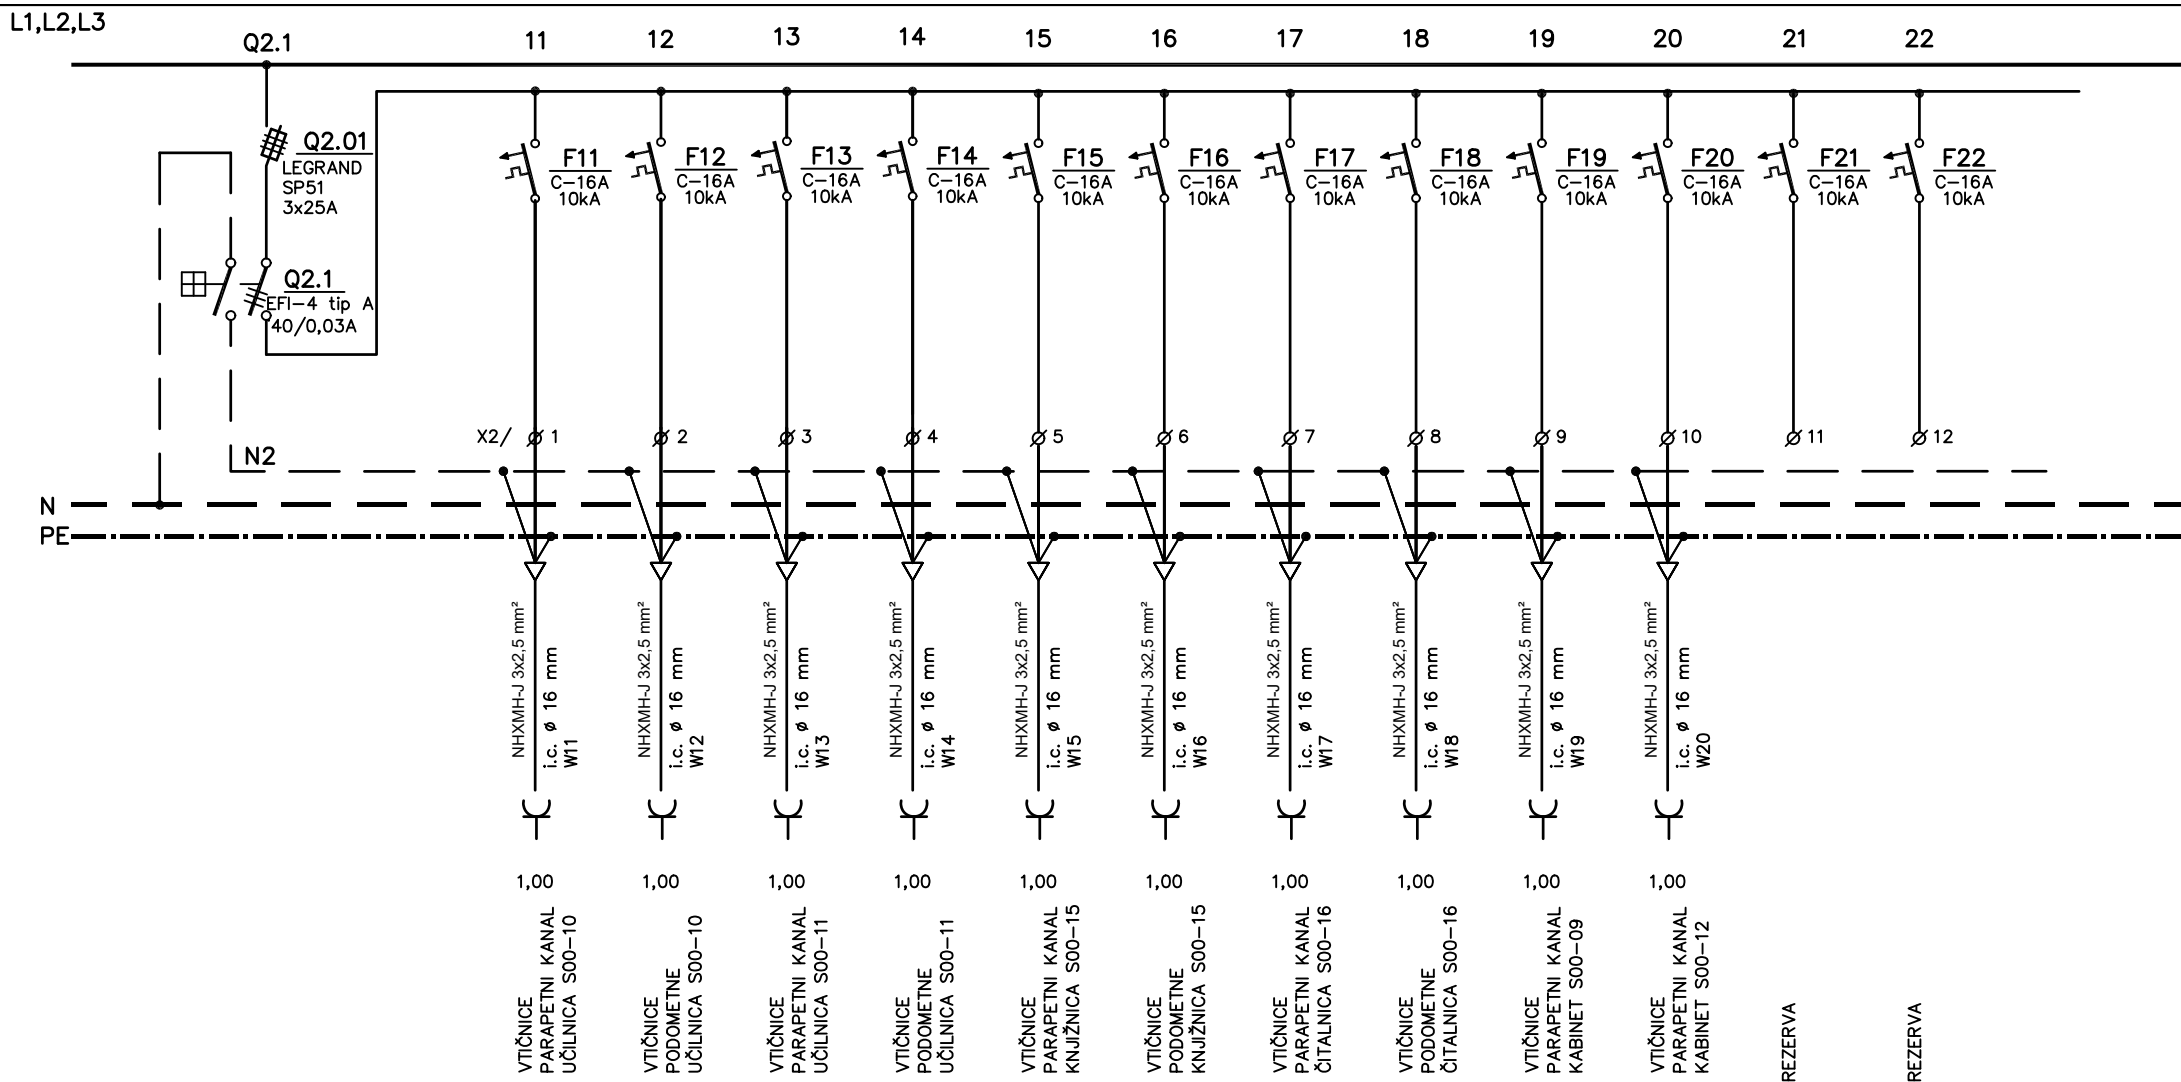 L1,L2,L3
Q2.1
11
12
13
14
15
16
17
18
19
20
21
22
Q2.01
LEGRAND
SP51
3x25A
Q2.1
EFI-4 tip A
40/0,03A
F11
C-16A
10kA
F12
C-16A
10kA
F13
C-16A
10kA
F14
C-16A
10kA
F15
C-16A
10kA
F16
C-16A
10kA
F17
C-16A
10kA
F18
C-16A
10kA
F19
C-16A
10kA
F20
C-16A
10kA
F21
C-16A
10kA
F22
C-16A
10kA
X2/
1
2
3
4
5
6
7
8
9
10
11
12
N2
N
PE
NHXMH-J 3x2,5 mm²
i.c. ø 16 mm
W11
NHXMH-J 3x2,5 mm²
i.c. ø 16 mm
W12
NHXMH-J 3x2,5 mm²
i.c. ø 16 mm
W13
NHXMH-J 3x2,5 mm²
i.c. ø 16 mm
W14
NHXMH-J 3x2,5 mm²
i.c. ø 16 mm
W15
NHXMH-J 3x2,5 mm²
i.c. ø 16 mm
W16
NHXMH-J 3x2,5 mm²
i.c. ø 16 mm
W17
NHXMH-J 3x2,5 mm²
i.c. ø 16 mm
W18
NHXMH-J 3x2,5 mm²
i.c. ø 16 mm
W19
NHXMH-J 3x2,5 mm²
i.c. ø 16 mm
W20
1,00
1,00
1,00
1,00
1,00
1,00
1,00
1,00
1,00
1,00
VTIČNICE
PARAPETNI KANAL
UČILNICA S00-10
VTIČNICE
PODOMETNE
UČILNICA S00-10
VTIČNICE
PARAPETNI KANAL
UČILNICA S00-11
VTIČNICE
PODOMETNE
UČILNICA S00-11
VTIČNICE
PARAPETNI KANAL
KNJIŽNICA S00-15
VTIČNICE
PODOMETNE
KNJIŽNICA S00-15
VTIČNICE
PARAPETNI KANAL
ČITALNICA S00-16
VTIČNICE
PODOMETNE
ČITALNICA S00-16
VTIČNICE
PARAPETNI KANAL
KABINET S00-09
VTIČNICE
PARAPETNI KANAL
KABINET S00-12
REZERVA
REZERVA